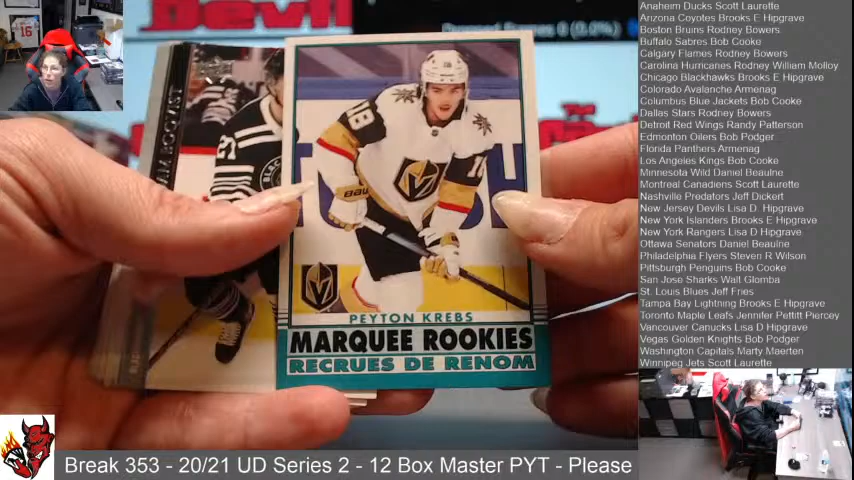 PEYTON KREBS
MARQUEE ROOKIES
RECRUES DE RENOM
18
18
18
27
16
Anaheim Ducks Scott Laurette
Arizona Coyotes Brooks E Hipgrave
Boston Bruins Rodney Bowers
Buffalo Sabres Bob Cooke
Calgary Flames Rodney Bowers
Carolina Hurricanes Rodney William Molloy
Chicago Blackhawks Brooks E Hipgrave
Colorado Avalanche Armenag
Columbus Blue Jackets Bob Cooke
Dallas Stars Rodney Bowers
Detroit Red Wings Randy Patterson
Edmonton Oilers Bob Podger
Florida Panthers Armenag
Los Angeles Kings Bob Cooke
Minnesota Wild Daniel Beaulne
Montreal Canadiens Scott Laurette
Nashville Predators Jeff Dickert
New Jersey Devils Lisa D. Hipgrave
New York Islanders Brooks E Hipgrave
New York Rangers Lisa D Hipgrave
Ottawa Senators Daniel Beaulne
Philadelphia Flyers Steven R Wilson
Pittsburgh Penguins Bob Cooke
San Jose Sharks Walt Glomba
St. Louis Blues Jeff Fries
Tampa Bay Lightning Brooks E Hipgrave
Toronto Maple Leafs Jennifer Pettitt Piercey
Vancouver Canucks Lisa D Hipgrave
Vegas Golden Knights Bob Podger
Washington Capitals Marty Maerten
Winnipeg Jets Scott Laurette
Break 353 - 20/21 UD Series 2 - 12 Box Master PYT - Please